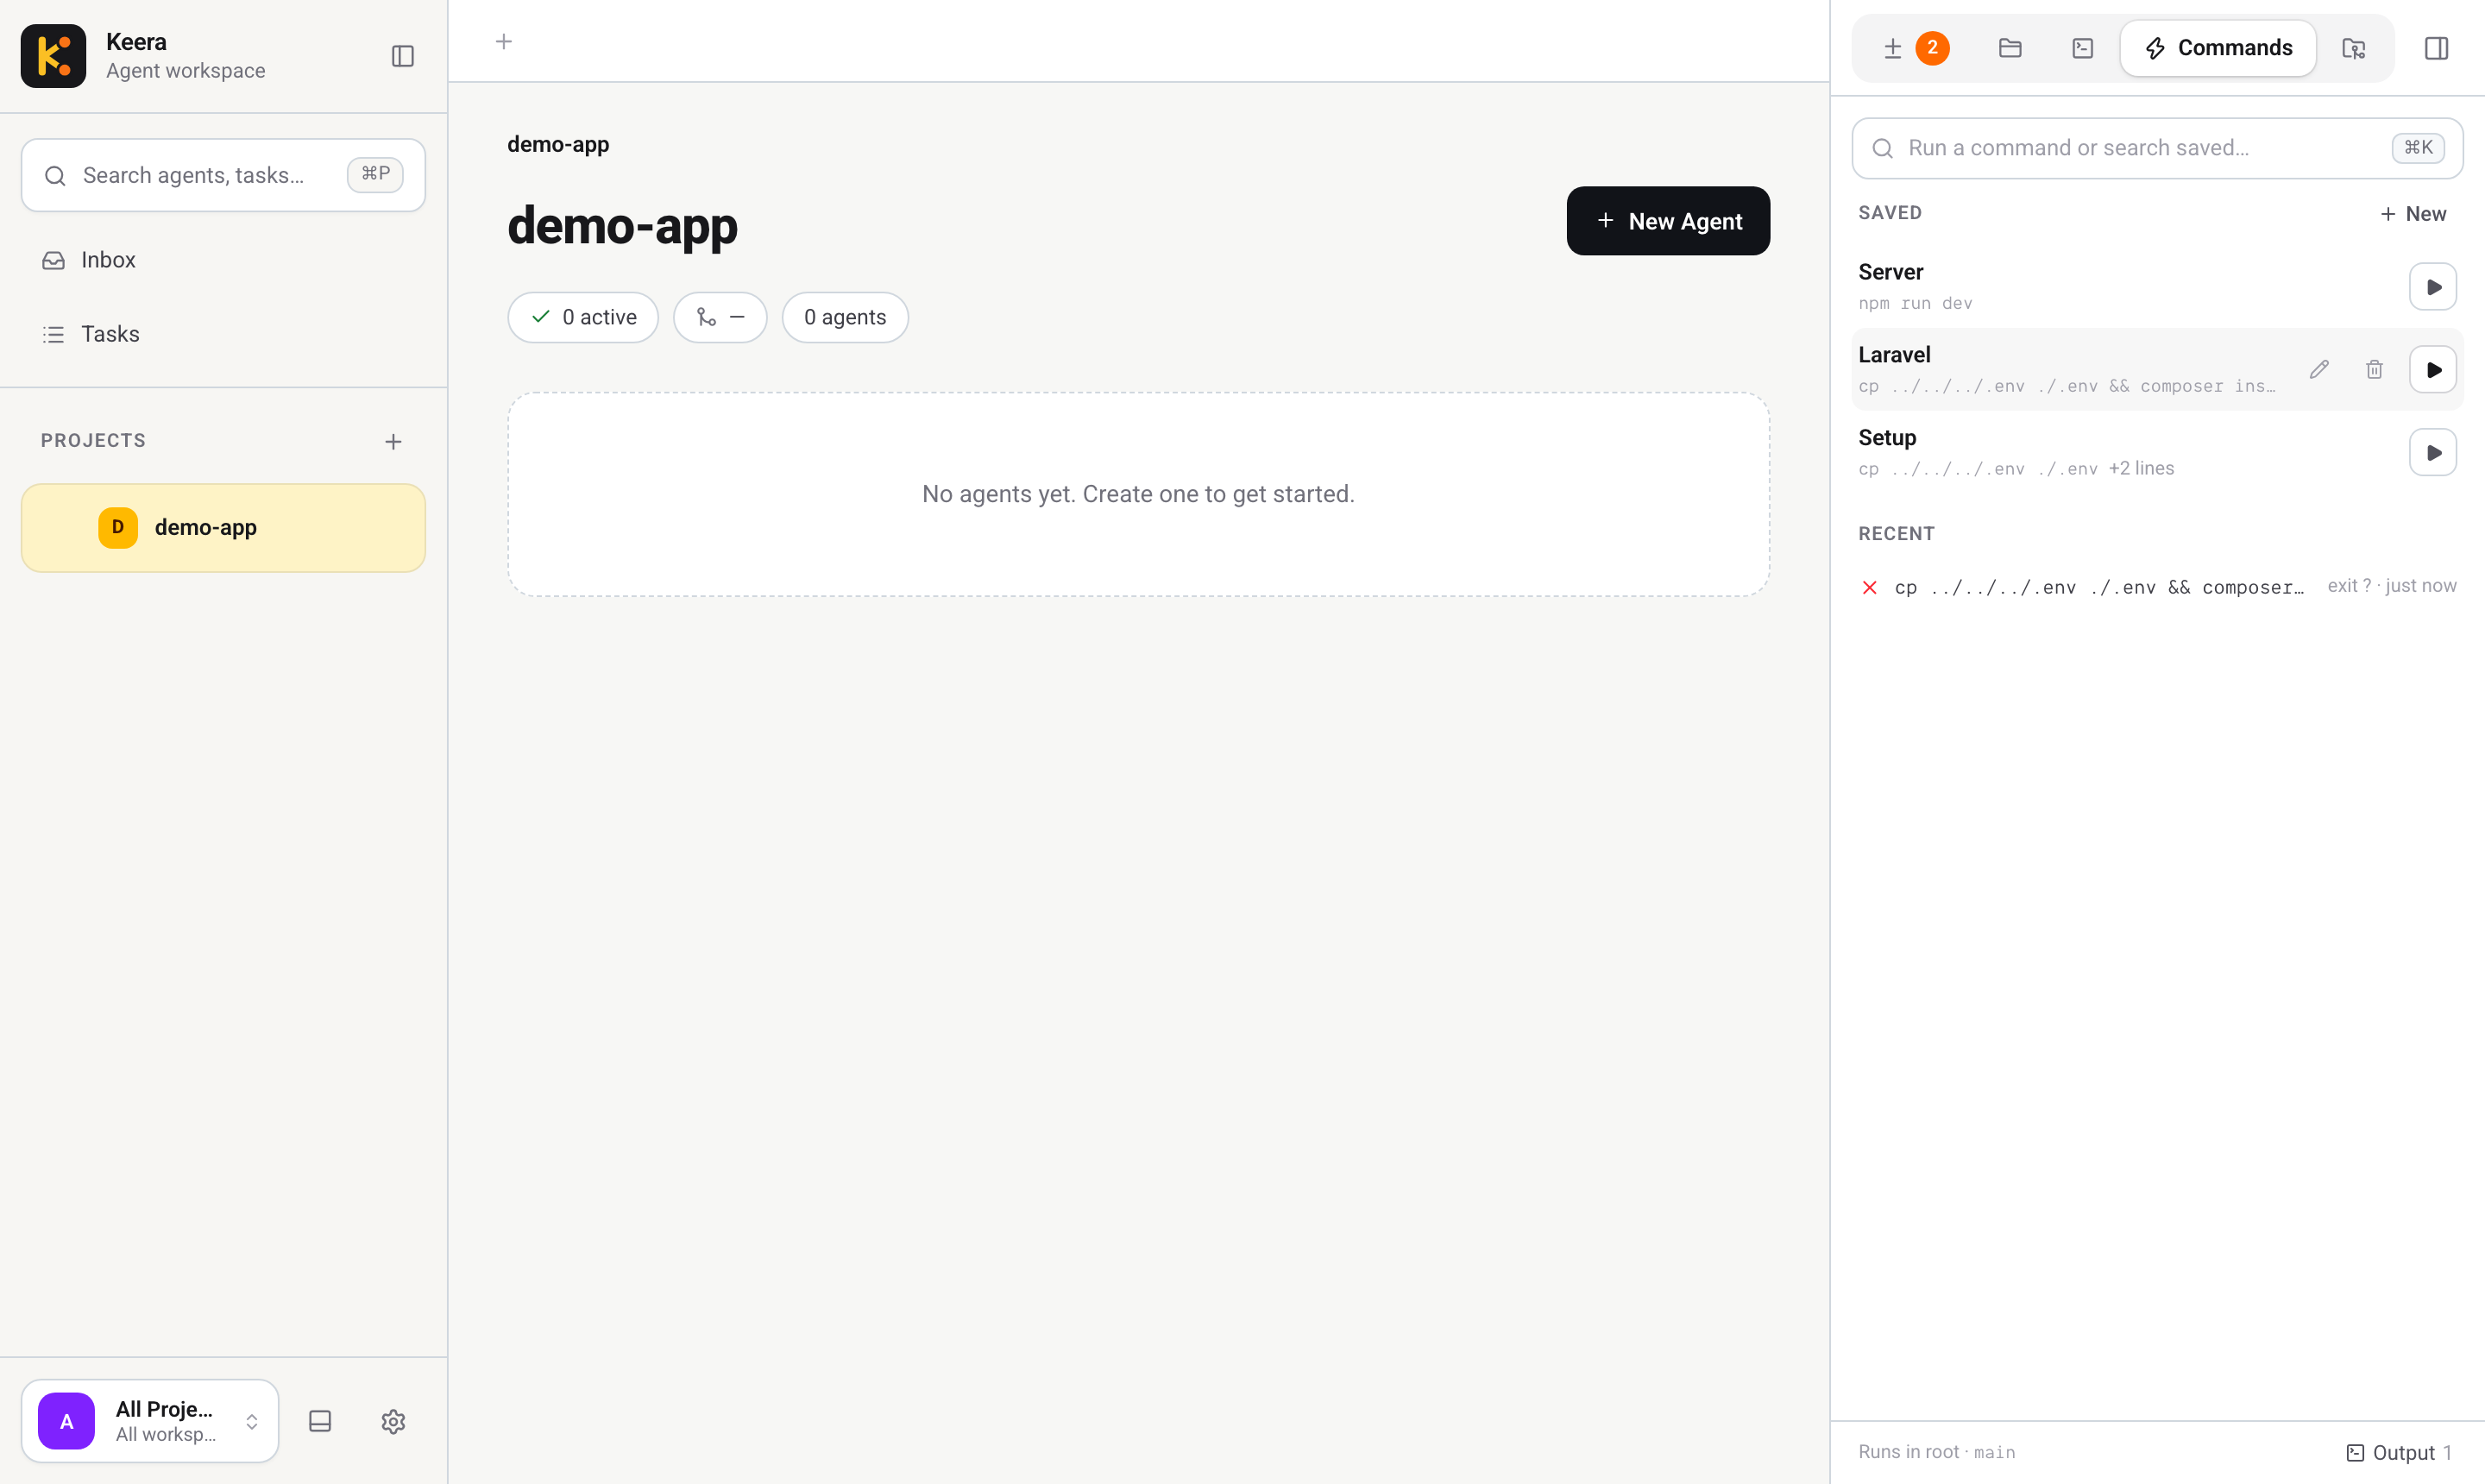 Keera
Agent workspace
Search agents, tasks… ⌘P
Inbox
Tasks
PROJECTS
D demo-app
A All Proje…
All worksp…
demo-app
demo-app
New Agent
0 active
0 agents
No agents yet. Create one to get started.
2
Commands
Run a command or search saved… ⌘K
SAVED
New
Server
npm run dev
Laravel
cp ../../../.env ./.env && composer ins…
Setup
cp ../../../.env ./.env +2 lines
RECENT
cp ../../../.env ./.env && composer… exit ? · just now
Runs in root · main
Output 1